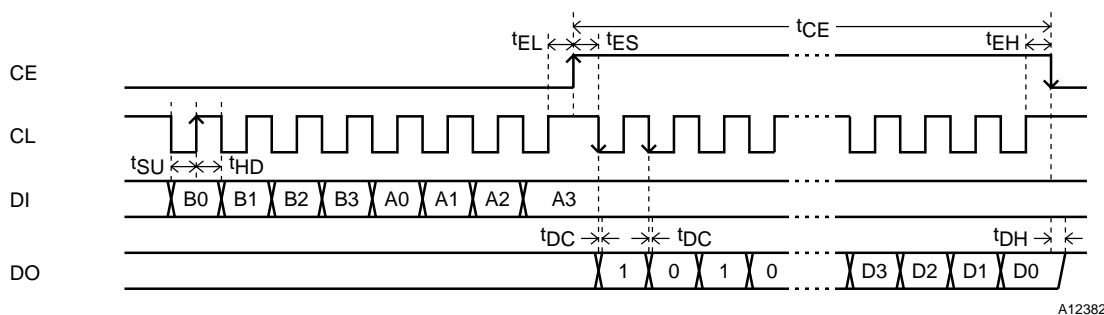 tCE
tEL tES tEH
CE
CL
tSU tHD
DI B0 B1 B2 B3 A0 A1 A2 A3
tDC tDC tDH
DO 1 0 1 0 D3 D2 D1 D0
A12382